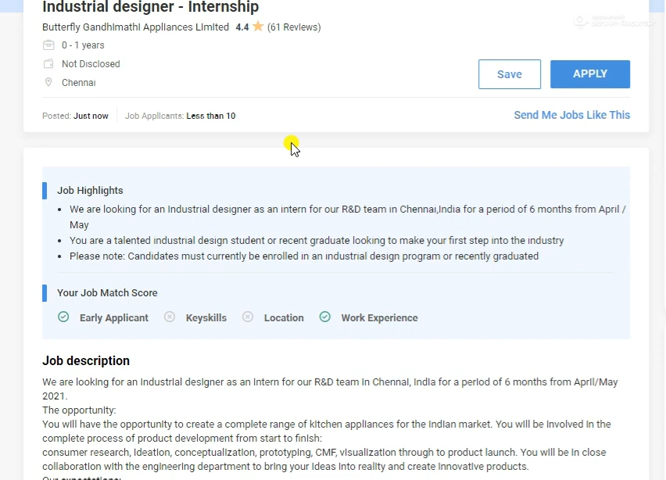 Industrial designer - Internship
Butterfly Gandhimathi Appliances Limited 4.4 (61 Reviews)
0 - 1 years
Not Disclosed
Chennai
Save
APPLY
Posted: Just now
Job Applicants: Less than 10
Send Me Jobs Like This
Job Highlights
• We are looking for an Industrial designer as an intern for our R&D team in Chennai,India for a period of 6 months from April /
May
• You are a talented industrial design student or recent graduate looking to make your first step into the industry
• Please note: Candidates must currently be enrolled in an industrial design program or recently graduated
Your Job Match Score
Early Applicant Keyskills Location Work Experience
Job description
We are looking for an Industrial designer as an Intern for our R&D team in Chennai, India for a period of 6 months from April/May
2021.
The opportunity:
You will have the opportunity to create a complete range of kitchen appliances for the Indian market. You will be involved in the
complete process of product development from start to finish:
consumer research, ideation, conceptualization, prototyping, CMF, visualization through to product launch. You will be in close
collaboration with the engineering department to bring your ideas into reality and create innovative products.
Our expectations: